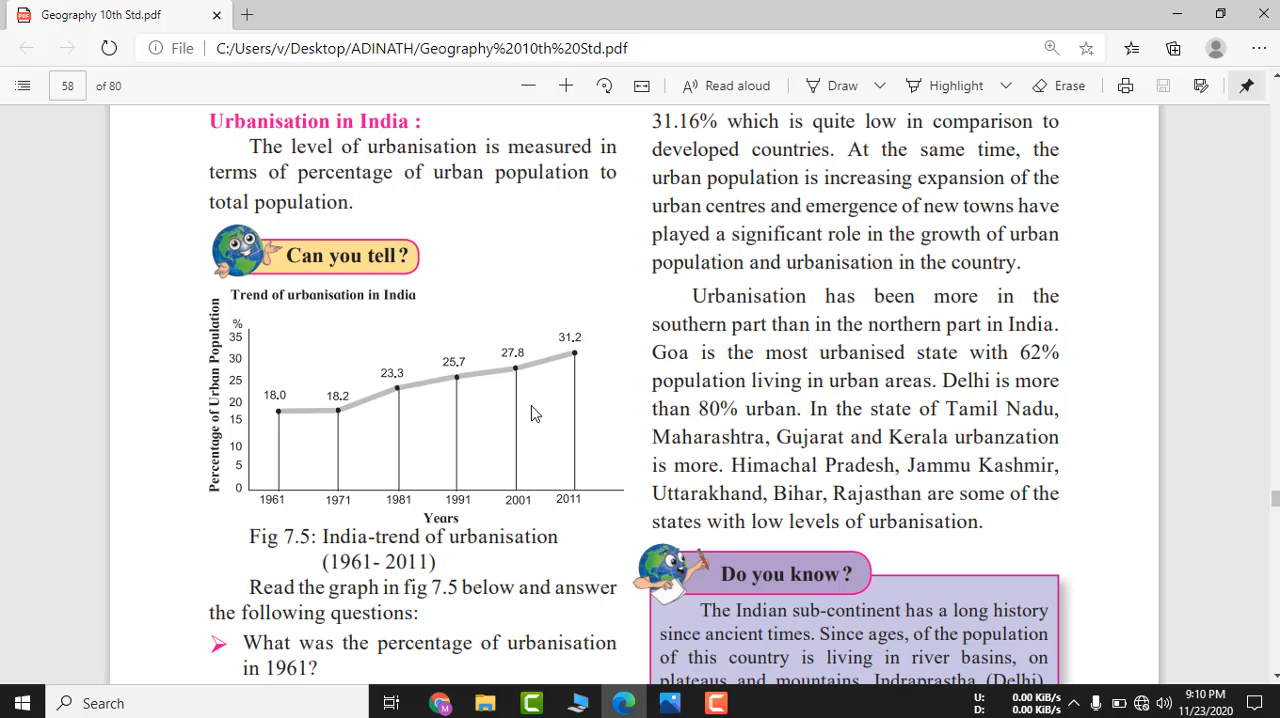 Geography 10th Std.pdf
File
C:/Users/v/Desktop/ADINATH/Geography%2010th%20Std.pdf
58 of 80
Read aloud
Draw
Highlight
Erase
Urbanisation in India :
The level of urbanisation is measured in
terms of percentage of urban population to
total population.
Can you tell?
Trend of urbanisation in India
Percentage of Urban Population
%
35
30
25
20
15
10
5
0
18.0
18.2
23.3
25.7
27.8
31.2
1961 1971 1981 1991 2001 2011
Years
Fig 7.5: India-trend of urbanisation
(1961- 2011)
Read the graph in fig 7.5 below and answer
the following questions:
What was the percentage of urbanisation
in 1961?
31.16% which is quite low in comparison to
developed countries. At the same time, the
urban population is increasing expansion of the
urban centres and emergence of new towns have
played a significant role in the growth of urban
population and urbanisation in the country.
Urbanisation has been more in the
southern part than in the northern part in India.
Goa is the most urbanised state with 62%
population living in urban areas. Delhi is more
than 80% urban. In the state of Tamil Nadu,
Maharashtra, Gujarat and Kerala urbanzation
is more. Himachal Pradesh, Jammu Kashmir,
Uttarakhand, Bihar, Rajasthan are some of the
states with low levels of urbanisation.
Do you know?
The Indian sub-continent has a long history
since ancient times. Since ages, of the population
of this country is living in river basins, on
plateaus and mountains. Indraprastha (Delhi),
Search
U: 0.00 KiB/s
D: 0.00 KiB/s
9:10 PM
11/23/2020